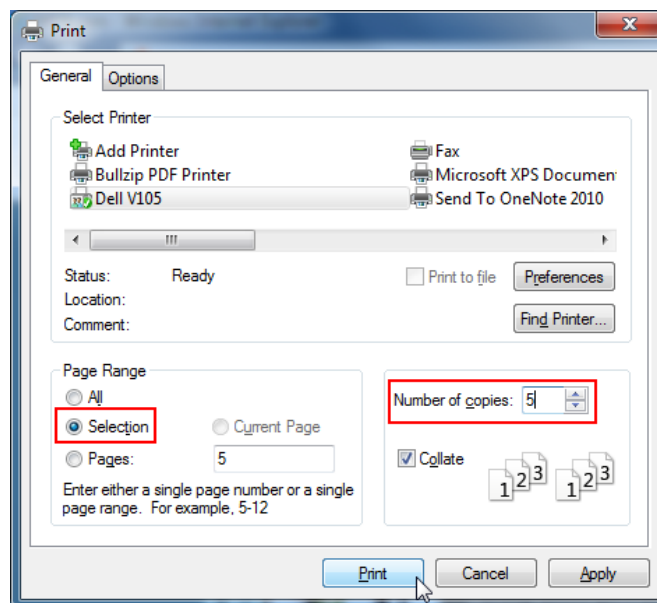 Print
General Options
Select Printer
Add Printer Fax
Bullzip PDF Printer Microsoft XPS Documen
Dell V105 Send To OneNote 2010
Status: Ready Print to file Preferences
Location:
Comment: Find Printer...
Page Range
All Number of copies: 5
Selection Current Page
Pages: 5 Collate
1 2 3 1 2 3
Enter either a single page number or a single
page range. For example, 5-12
Print Cancel Apply